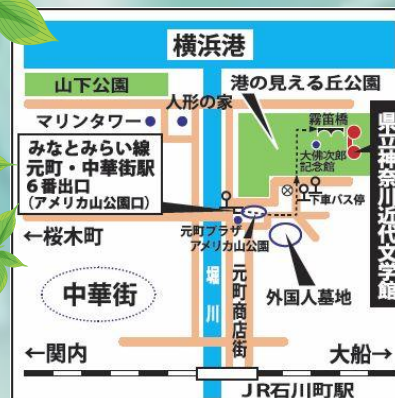 横浜港
山下公園
港の見える丘公園
人形の家
マリンタワー
霧笛橋
大佛次郎
記念館
県立神奈川近代文学館
みなとみらい線
元町・中華街駅
6番出口
(アメリカ山公園口)
下車バス停
←桜木町
元町プラザ
アメリカ山公園
堀川
元町商店街
外国人墓地
中華街
←関内
大船→
JR石川町駅